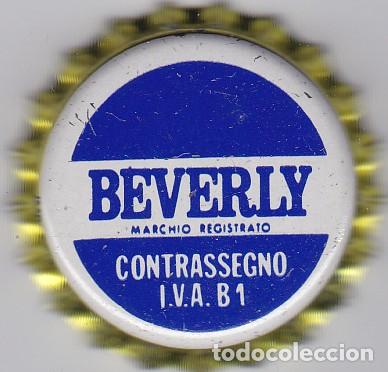 BEVERLY
MARCHIO REGISTRATO
CONTRASSEGNO
I.V.A. B1
todocoleccion